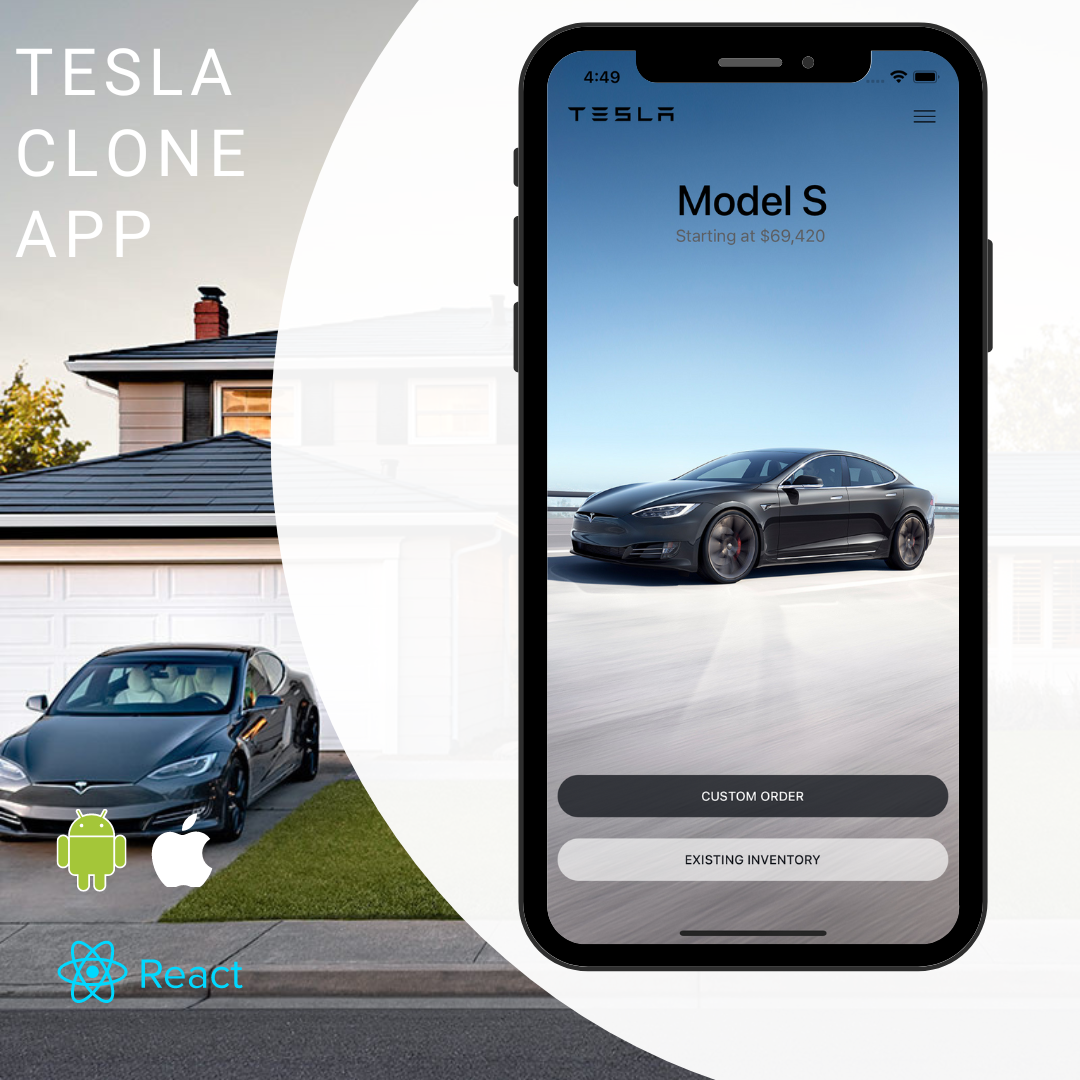 TESLA
CLONE
APP
React
4:49
TESLA
Model S
Starting at $69,420
CUSTOM ORDER
EXISTING INVENTORY